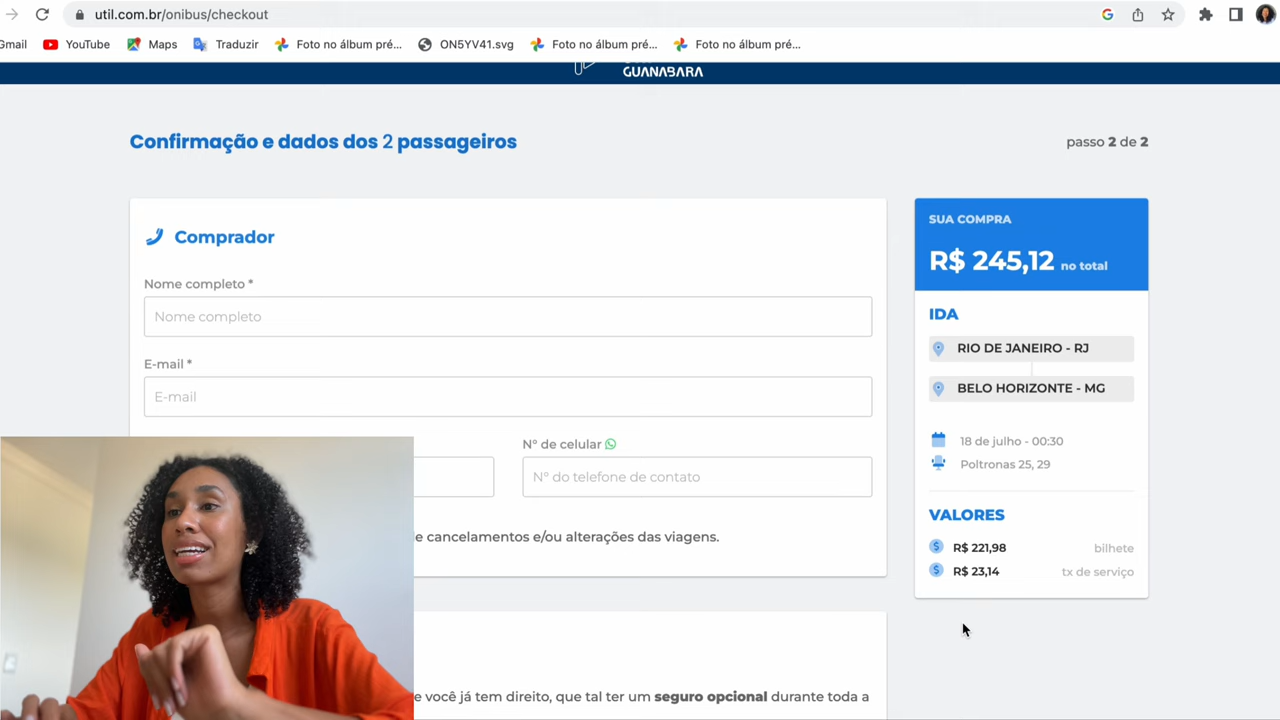 util.com.br/onibus/checkout
Gmail
YouTube
Maps
Traduzir
Foto no álbum pré...
ON5YV41.svg
Foto no álbum pré...
Foto no álbum pré...
GUANABARA
Confirmação e dados dos 2 passageiros
passo 2 de 2
Comprador
Nome completo *
Nome completo
E-mail *
E-mail
N° de celular
N° do telefone de contato
e cancelamentos e/ou alterações das viagens.
e você já tem direito, que tal ter um seguro opcional durante toda a
SUA COMPRA
R$ 245,12 no total
IDA
RIO DE JANEIRO - RJ
BELO HORIZONTE - MG
18 de julho - 00:30
Poltronas 25, 29
VALORES
R$ 221,98 bilhete
R$ 23,14 tx de serviço